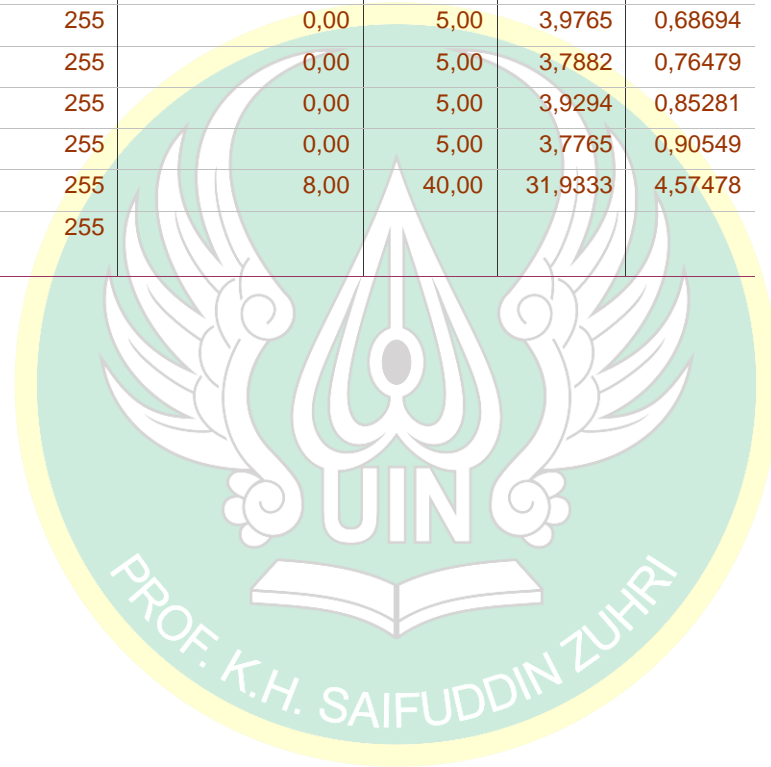 255 0,00 5,00 3,9765 0,68694
255 0,00 5,00 3,7882 0,76479
255 0,00 5,00 3,9294 0,85281
255 0,00 5,00 3,7765 0,90549
255 8,00 40,00 31,9333 4,57478
255
UIN
PROF. K.H. SAIFUDDIN ZUHRI